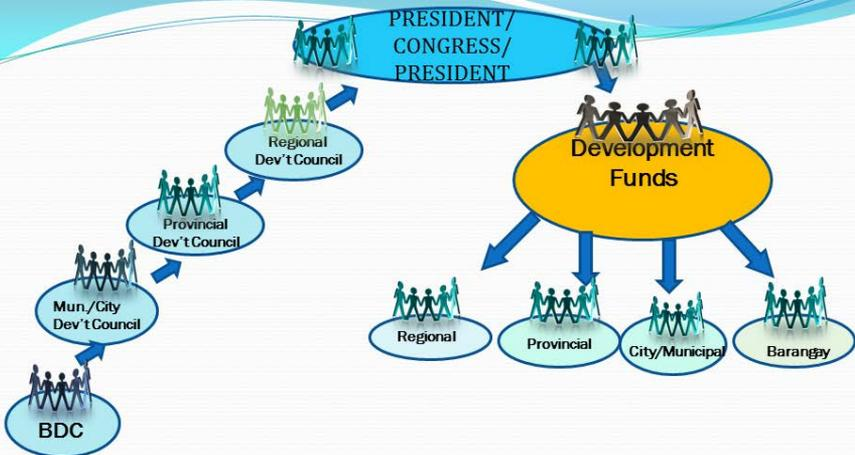 PRESIDENT/
CONGRESS/
PRESIDENT
Regional
Dev't Council
Provincial
Dev't Council
Mun./City
Dev't Council
BDC
Development
Funds
Regional
Provincial
City/Municipal
Barangay